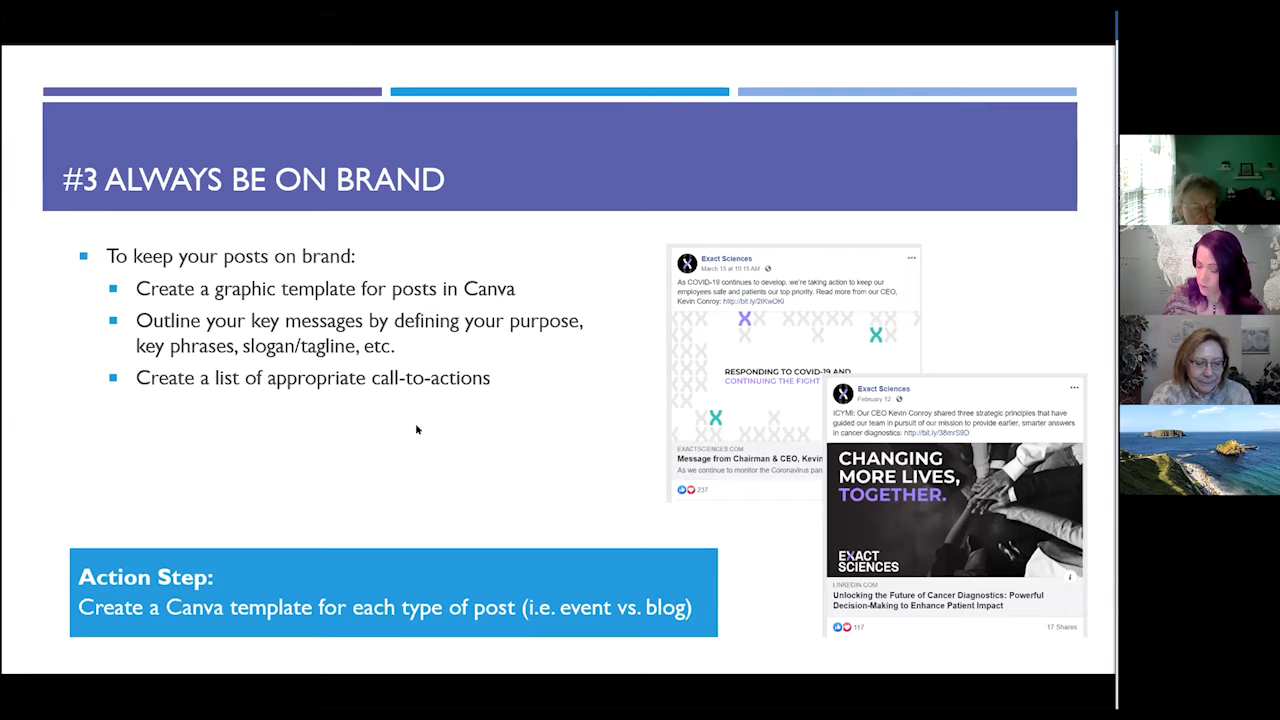 #3 ALWAYS BE ON BRAND
To keep your posts on brand:
Create a graphic template for posts in Canva
Outline your key messages by defining your purpose,
key phrases, slogan/tagline, etc.
Create a list of appropriate call-to-actions
Action Step:
Create a Canva template for each type of post (i.e. event vs. blog)
Exact Sciences
March 15 at 10:15 AM
As COVID-19 continues to develop, we're taking action to keep our
employees safe and patients our top priority. Read more from our CEO,
Kevin Conroy: http://bit.ly/2IKwOKi
RESPONDING TO COVID-19 AND
CONTINUING THE FIGHT
EXACTSCIENCES.COM
Message from Chairman & CEO, Kevin
As we continue to monitor the Coronavirus pan
237
Exact Sciences
February 12
ICYMI: Our CEO Kevin Conroy shared three strategic principles that have
guided our team in pursuit of our mission to provide earlier, smarter answers
in cancer diagnostics: http://bit.ly/38mrS9D
CHANGING
MORE LIVES,
TOGETHER.
EXACT
SCIENCES
LINKEDIN.COM
Unlocking the Future of Cancer Diagnostics: Powerful
Decision-Making to Enhance Patient Impact
117
17 Shares